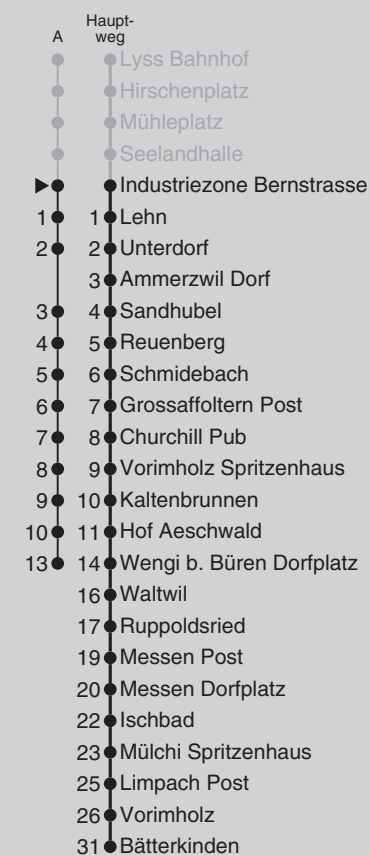 A Haupt-
weg
Lyss Bahnhof
Hirschenplatz
Mühleplatz
Seelandhalle
Industriezone Bernstrasse
1 1 Lehn
2 2 Unterdorf
3 Ammerzwil Dorf
3 4 Sandhubel
4 5 Reuenberg
5 6 Schmidebach
6 7 Grossaffoltern Post
7 8 Churchill Pub
8 9 Vorimholz Spritzenhaus
9 10 Kaltenbrunnen
10 11 Hof Aeschwald
13 14 Wengi b. Büren Dorfplatz
16 Waltwil
17 Ruppoldsried
19 Messen Post
20 Messen Dorfplatz
22 Ischbad
23 Mülchi Spritzenhaus
25 Limpach Post
26 Vorimholz
31 Bätterkinden